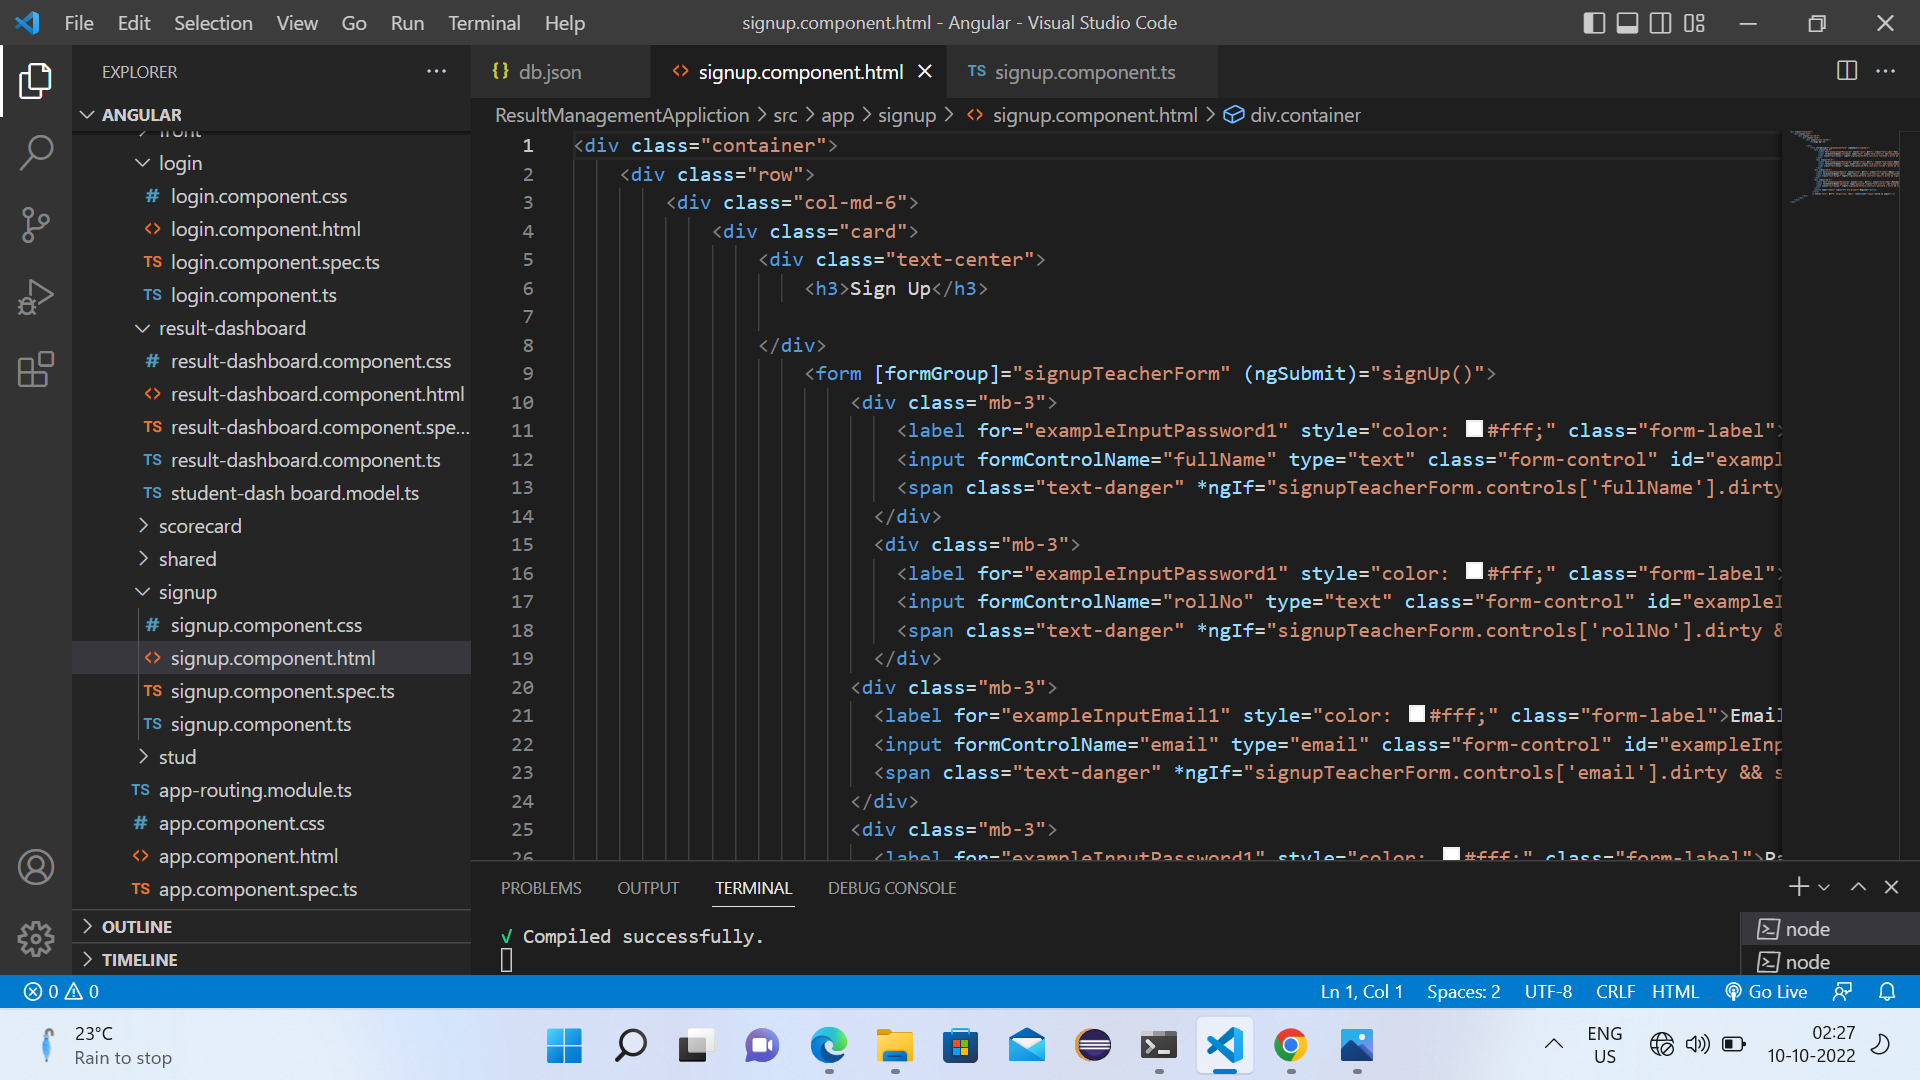 File Edit Selection View Go Run Terminal Help
signup.component.html - Angular - Visual Studio Code
EXPLORER
ANGULAR
login
# login.component.css
<> login.component.html
TS login.component.spec.ts
TS login.component.ts
result-dashboard
# result-dashboard.component.css
<> result-dashboard.component.html
TS result-dashboard.component.spe...
TS result-dashboard.component.ts
TS student-dash board.model.ts
scorecard
shared
signup
# signup.component.css
<> signup.component.html
TS signup.component.spec.ts
TS signup.component.ts
stud
TS app-routing.module.ts
# app.component.css
<> app.component.html
TS app.component.spec.ts
OUTLINE
TIMELINE
{} db.json
<> signup.component.html
TS signup.component.ts
ResultManagementAppliction > src > app > signup > <> signup.component.html > div.container
1 <div class="container">
2 <div class="row">
3 <div class="col-md-6">
4 <div class="card">
5 <div class="text-center">
6 <h3>Sign Up</h3>
7
8 </div>
9 <form [formGroup]="signupTeacherForm" (ngSubmit)="signUp()">
10 <div class="mb-3">
11 <label for="exampleInputPassword1" style="color: #fff;" class="form-label">
12 <input formControlName="fullName" type="text" class="form-control" id="exampl
13 <span class="text-danger" *ngIf="signupTeacherForm.controls['fullName'].dirty
14 </div>
15 <div class="mb-3">
16 <label for="exampleInputPassword1" style="color: #fff;" class="form-label">
17 <input formControlName="rollNo" type="text" class="form-control" id="exampleI
18 <span class="text-danger" *ngIf="signupTeacherForm.controls['rollNo'].dirty &
19 </div>
20 <div class="mb-3">
21 <label for="exampleInputEmail1" style="color: #fff;" class="form-label">Email
22 <input formControlName="email" type="email" class="form-control" id="exampleInp
23 <span class="text-danger" *ngIf="signupTeacherForm.controls['email'].dirty && s
24 </div>
25 <div class="mb-3">
26 <label for="exampleInputPassword1" style="color: #fff;" class="form-label">Pa
PROBLEMS OUTPUT TERMINAL DEBUG CONSOLE
√ Compiled successfully.
node
node
0 0
Ln 1, Col 1 Spaces: 2 UTF-8 CRLF HTML Go Live
23°C
Rain to stop
ENG
US
02:27
10-10-2022